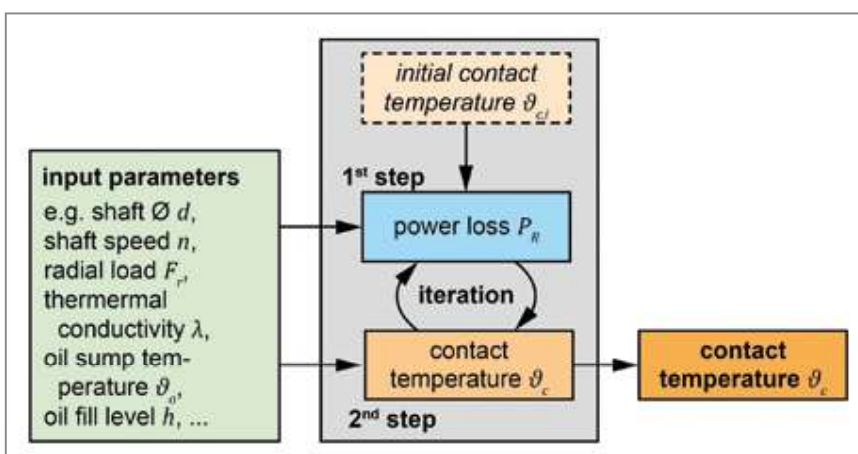 initial contact
temperature ϑc,i
1st step
power loss PR
iteration
contact
temperature ϑc
2nd step
input parameters
e.g. shaft Ø d,
shaft speed n,
radial load Fr,
thermermal
conductivity λ,
oil sump tem-
perature ϑo,
oil fill level h, ...
contact
temperature ϑc